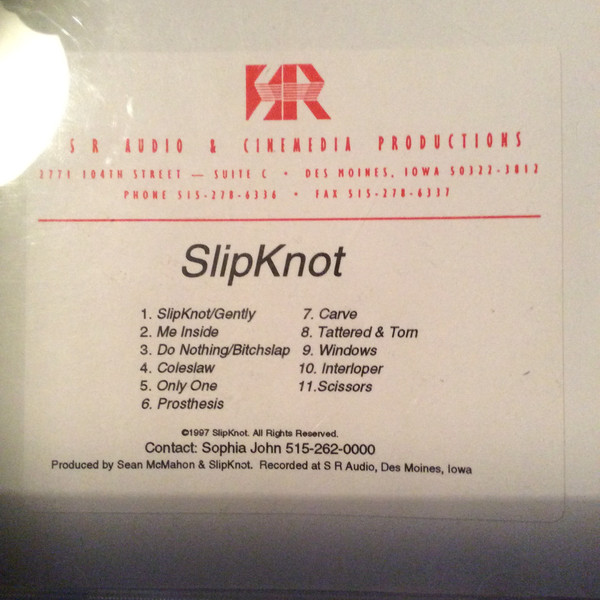 SR
S R AUDIO & CINEMEDIA PRODUCTIONS
2771 104TH STREET — SUITE C • DES MOINES, IOWA 50322-3812
PHONE 515-278-6336 • FAX 515-278-6337
SlipKnot
1. SlipKnot/Gently
2. Me Inside
3. Do Nothing/Bitchslap
4. Coleslaw
5. Only One
6. Prosthesis
7. Carve
8. Tattered & Torn
9. Windows
10. Interloper
11.Scissors
©1997 SlipKnot. All Rights Reserved.
Contact: Sophia John 515-262-0000
Produced by Sean McMahon & SlipKnot. Recorded at S R Audio, Des Moines, Iowa